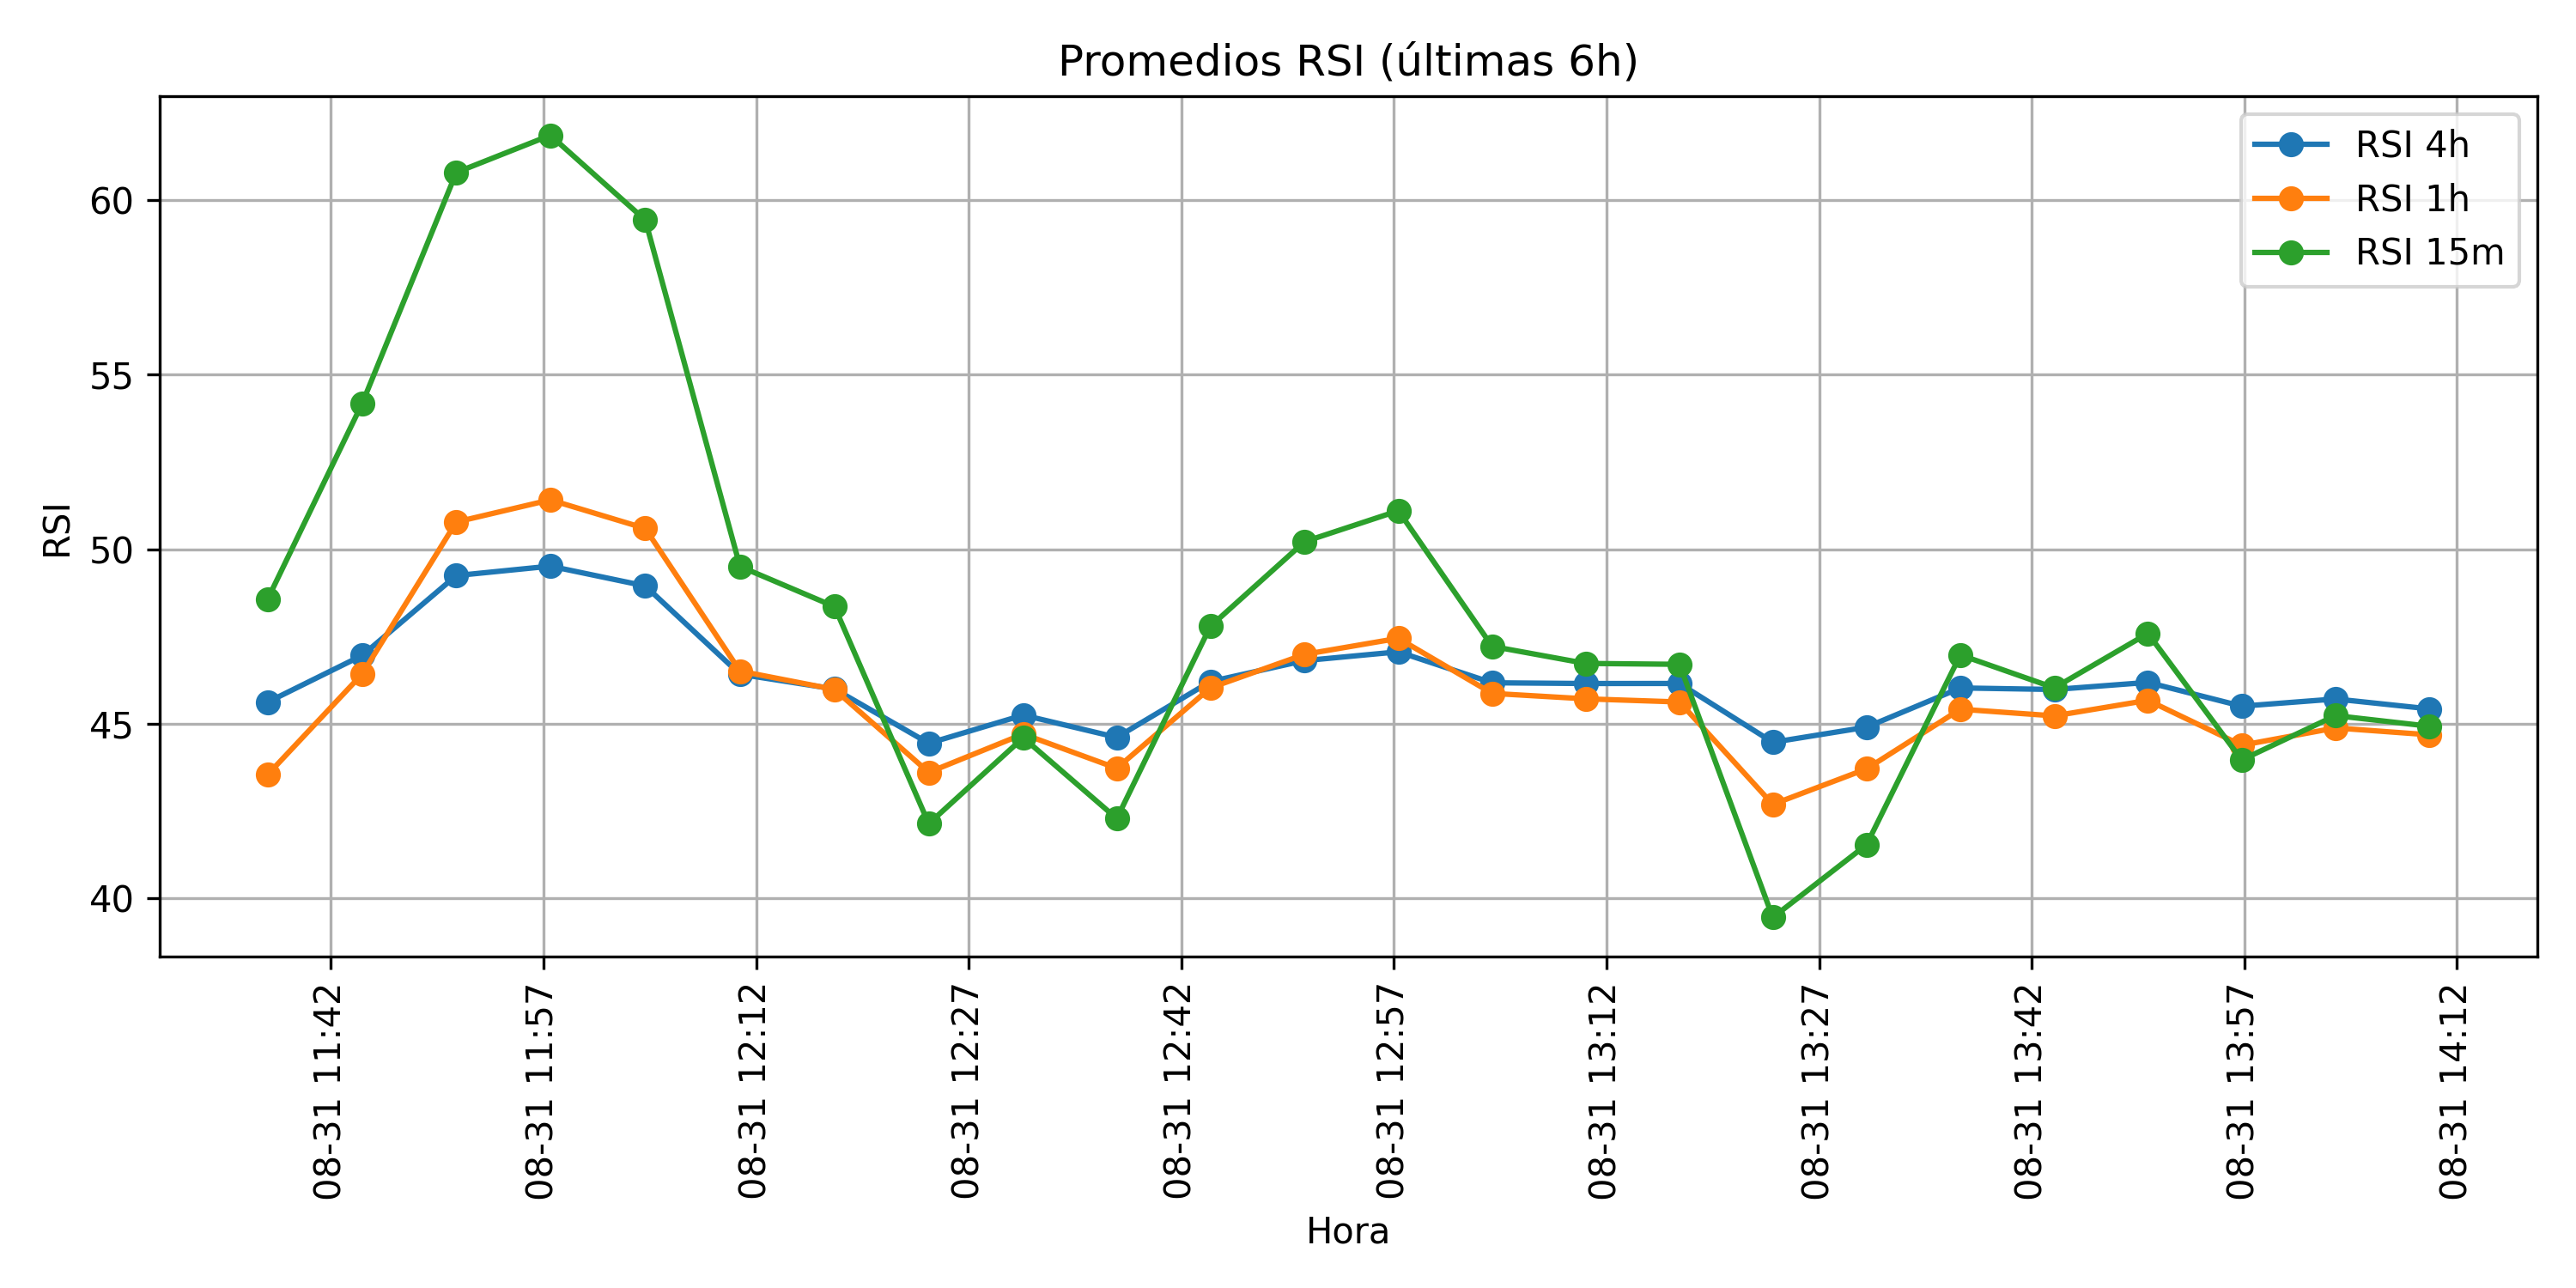 Promedios RSI (últimas 6h)
RSI 4h
RSI 1h
RSI 15m
RSI
60
55
50
45
40
08-31 11:42
08-31 11:57
08-31 12:12
08-31 12:27
08-31 12:42
08-31 12:57
08-31 13:12
08-31 13:27
08-31 13:42
08-31 13:57
08-31 14:12
Hora